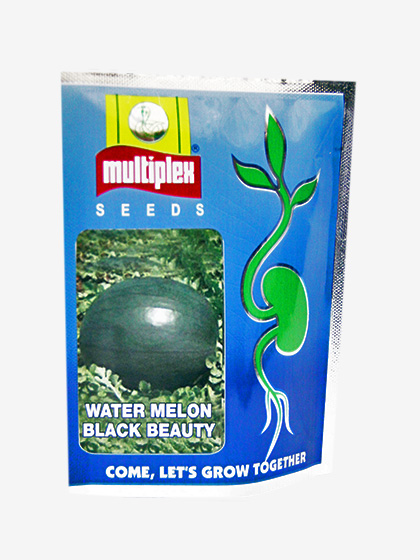 multiplex®
SEEDS
WATER MELON
BLACK BEAUTY
COME, LET'S GROW TOGETHER